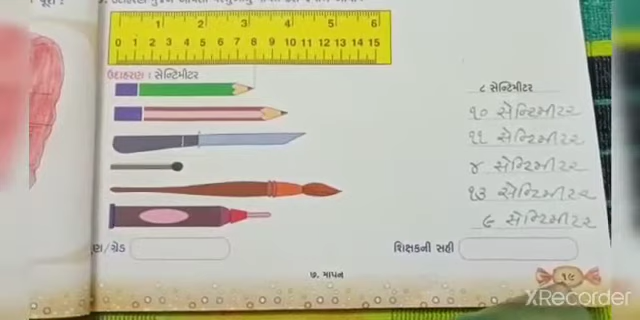 1 2 3 4 5 6
0 1 2 3 4 5 6 7 8 9 10 11 12 13 14 15
ઉદાહરણ : સેન્ટિમીટર
૮ સેન્ટિમીટર
૧૦ સેન્ટિમીટર
૧૧ સેન્ટિમીટર
૪ સેન્ટિમીટર
૧૩ સેન્ટિમીટર
૯ સેન્ટિમીટર
ગુણ/ગ્રેડ
શિક્ષકની સહી
૭. માપન
૧૯
XRecorder